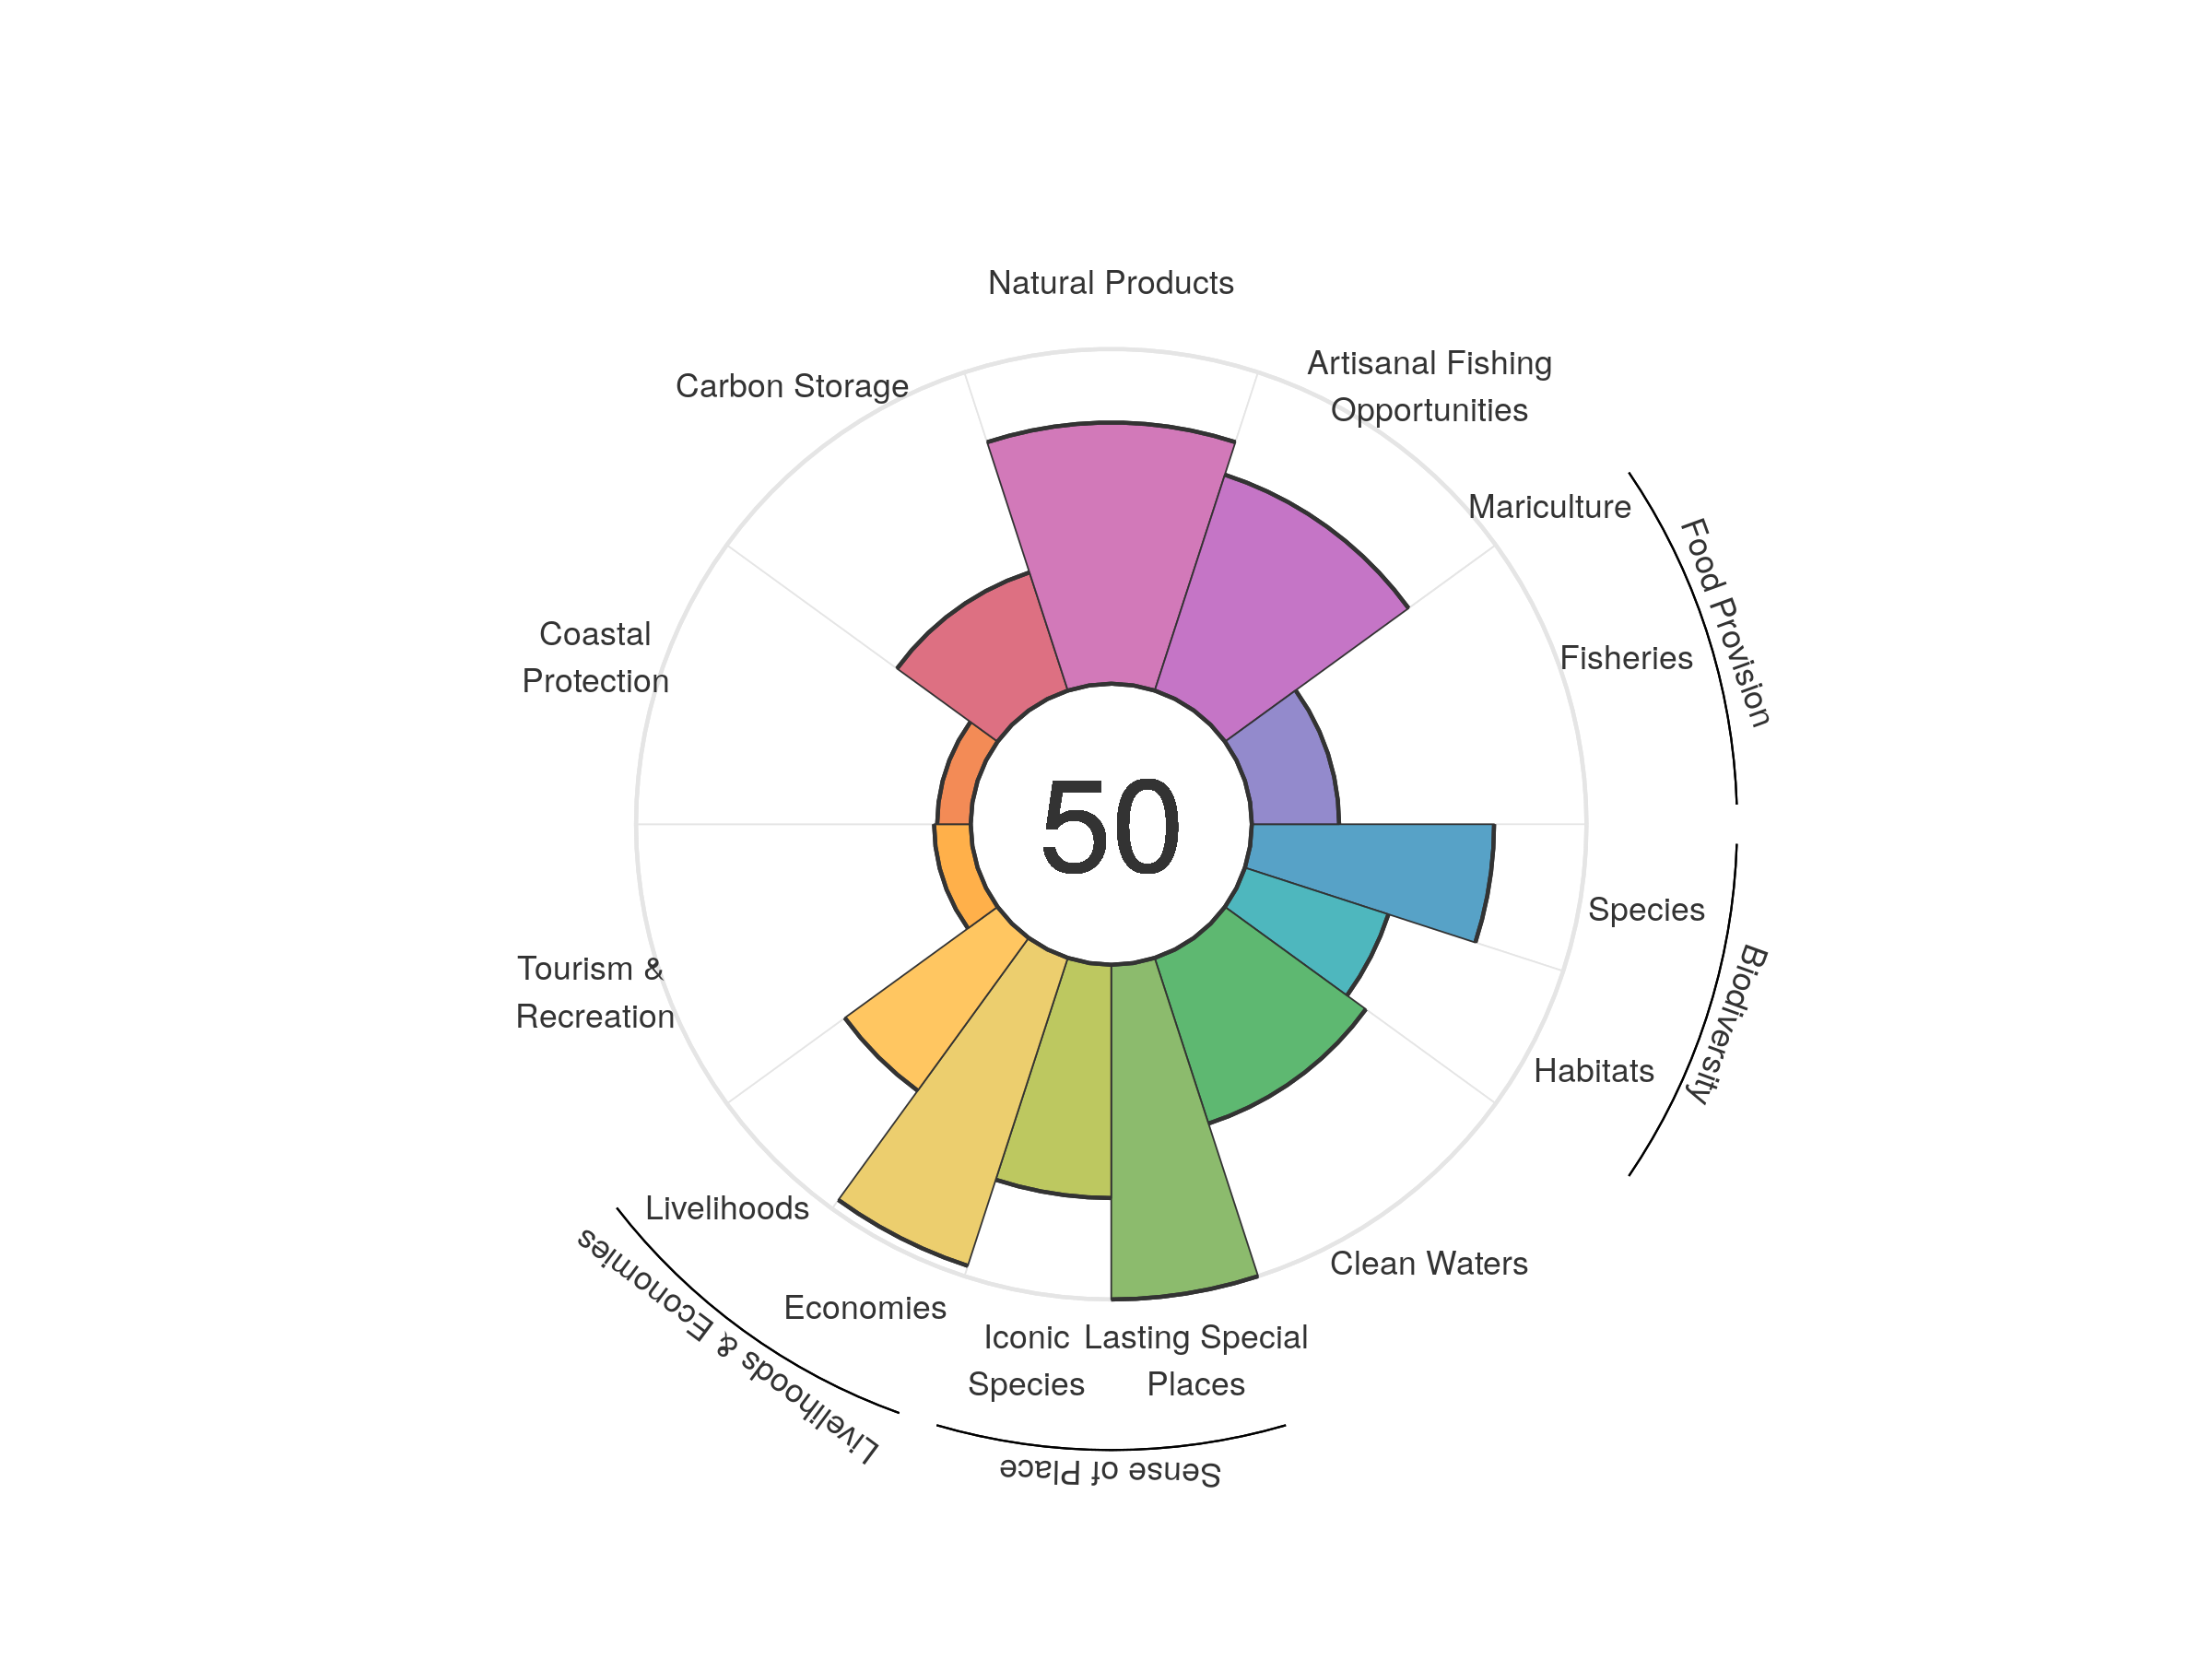 Natural Products
Carbon Storage
Artisanal Fishing
Opportunities
Mariculture
Food Provision
Fisheries
Coastal
Protection
50
Species
Biodiversity
Habitats
Tourism &
Recreation
Livelihoods
Livelihoods & Economies
Economies
Clean Waters
Iconic
Species
Lasting Special
Places
Sense of Place